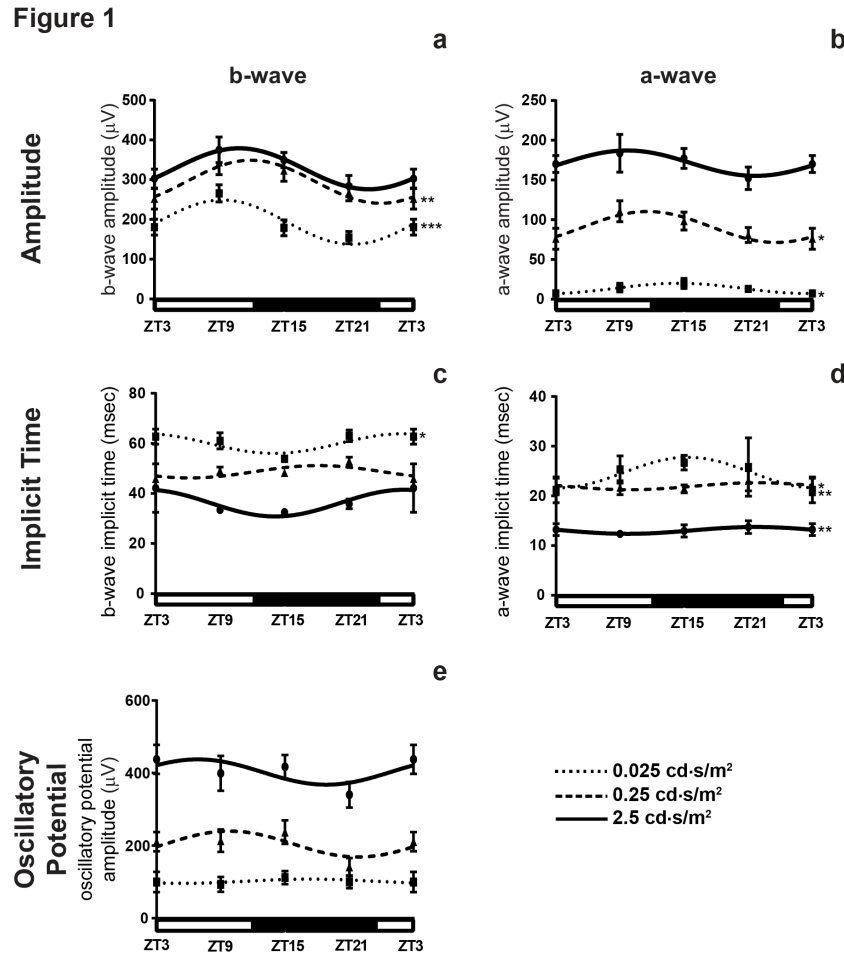 Figure 1
a
b
b-wave
a-wave
Amplitude
b-wave amplitude (µV)
500
400
300
200
100
0
**
***
ZT3 ZT9 ZT15 ZT21 ZT3
a-wave amplitude (µV)
250
200
150
100
50
0
*
*
ZT3 ZT9 ZT15 ZT21 ZT3
c
d
Implicit Time
b-wave implicit time (msec)
80
60
40
20
0
*
ZT3 ZT9 ZT15 ZT21 ZT3
a-wave implicit time (msec)
40
30
20
10
0
*
**
**
ZT3 ZT9 ZT15 ZT21 ZT3
e
Oscillatory
Potential
oscillatory potential
amplitude (µV)
600
400
200
0
ZT3 ZT9 ZT15 ZT21 ZT3
0.025 cd·s/m²
0.25 cd·s/m²
2.5 cd·s/m²